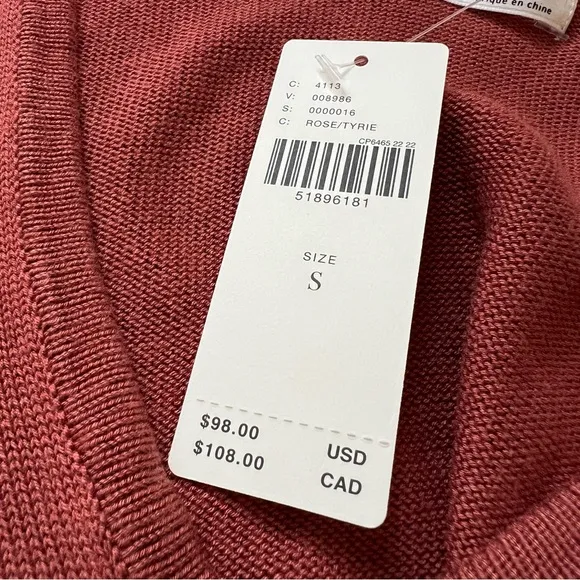 en chine
C: 4113
V: 008986
S: 0000016
C: ROSE/TYRIE
CP6465 22 22
51896181
SIZE
S
$98.00 USD
$108.00 CAD